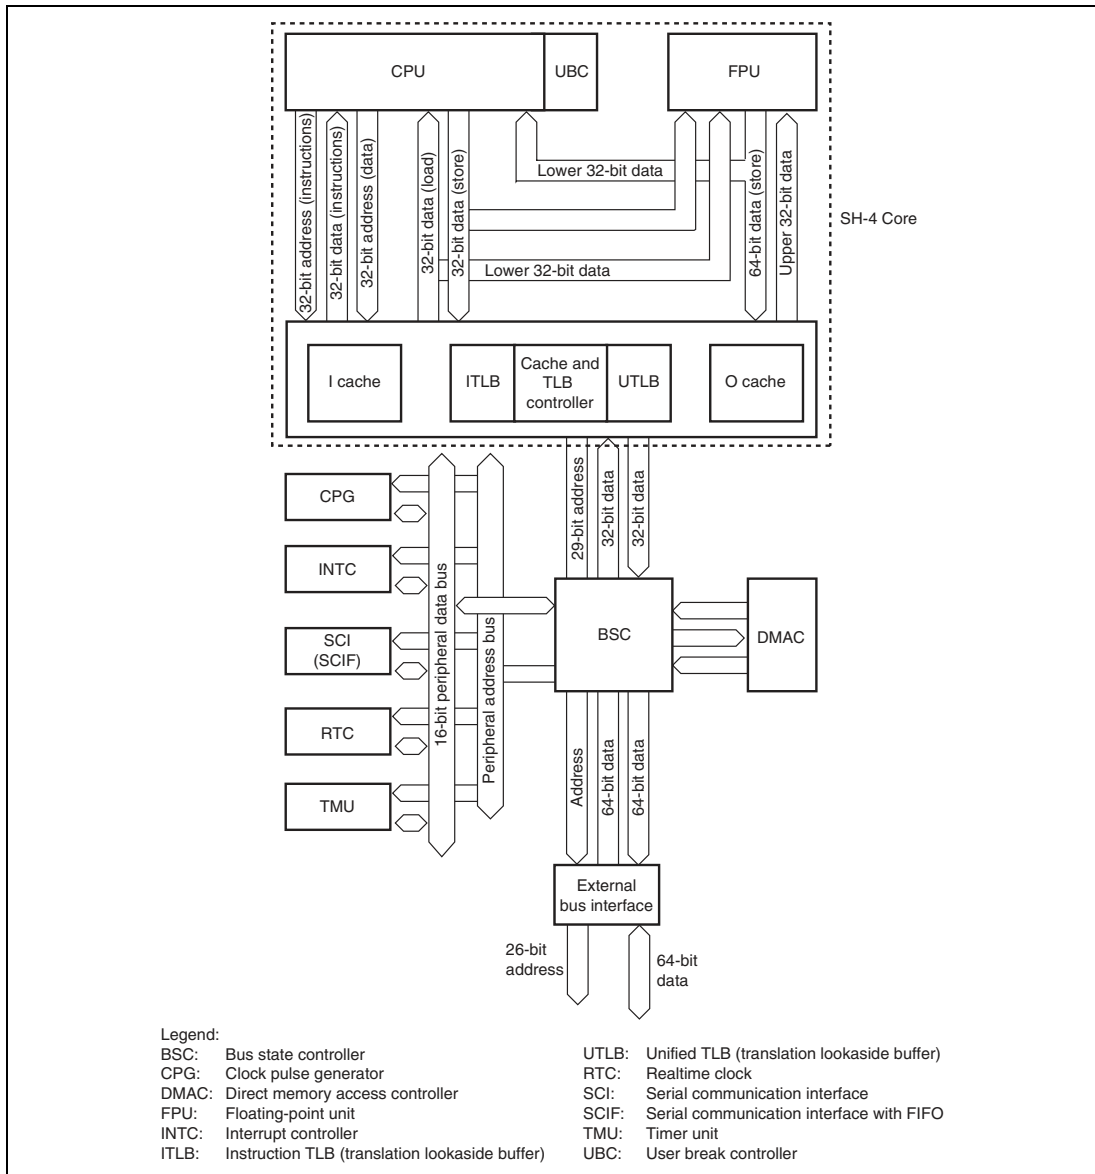 CPU
UBC
FPU
32-bit address (instructions)
32-bit data (instructions)
32-bit address (data)
32-bit data (load)
32-bit data (store)
Lower 32-bit data
Lower 32-bit data
64-bit data (store)
Upper 32-bit data
SH-4 Core
I cache
ITLB
Cache and
TLB
controller
UTLB
O cache
29-bit address
32-bit data
32-bit data
CPG
INTC
SCI
(SCIF)
RTC
TMU
16-bit peripheral data bus
Peripheral address bus
BSC
DMAC
Address
64-bit data
64-bit data
External
bus interface
26-bit
address
64-bit
data
Legend:
BSC: Bus state controller
CPG: Clock pulse generator
DMAC: Direct memory access controller
FPU: Floating-point unit
INTC: Interrupt controller
ITLB: Instruction TLB (translation lookaside buffer)
UTLB: Unified TLB (translation lookaside buffer)
RTC: Realtime clock
SCI: Serial communication interface
SCIF: Serial communication interface with FIFO
TMU: Timer unit
UBC: User break controller